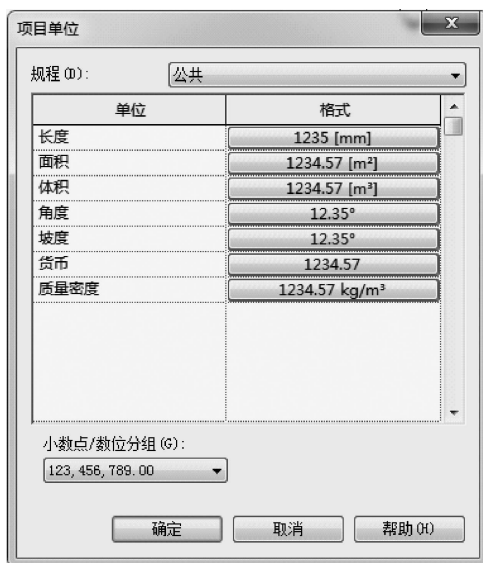 项目单位
规程(D): 公共
单位 格式
长度 1235 [mm]
面积 1234.57 [m²]
体积 1234.57 [m³]
角度 12.35°
坡度 12.35°
货币 1234.57
质量密度 1234.57 kg/m³
小数点/数位分组(G):
123,456,789.00
确定 取消 帮助(H)